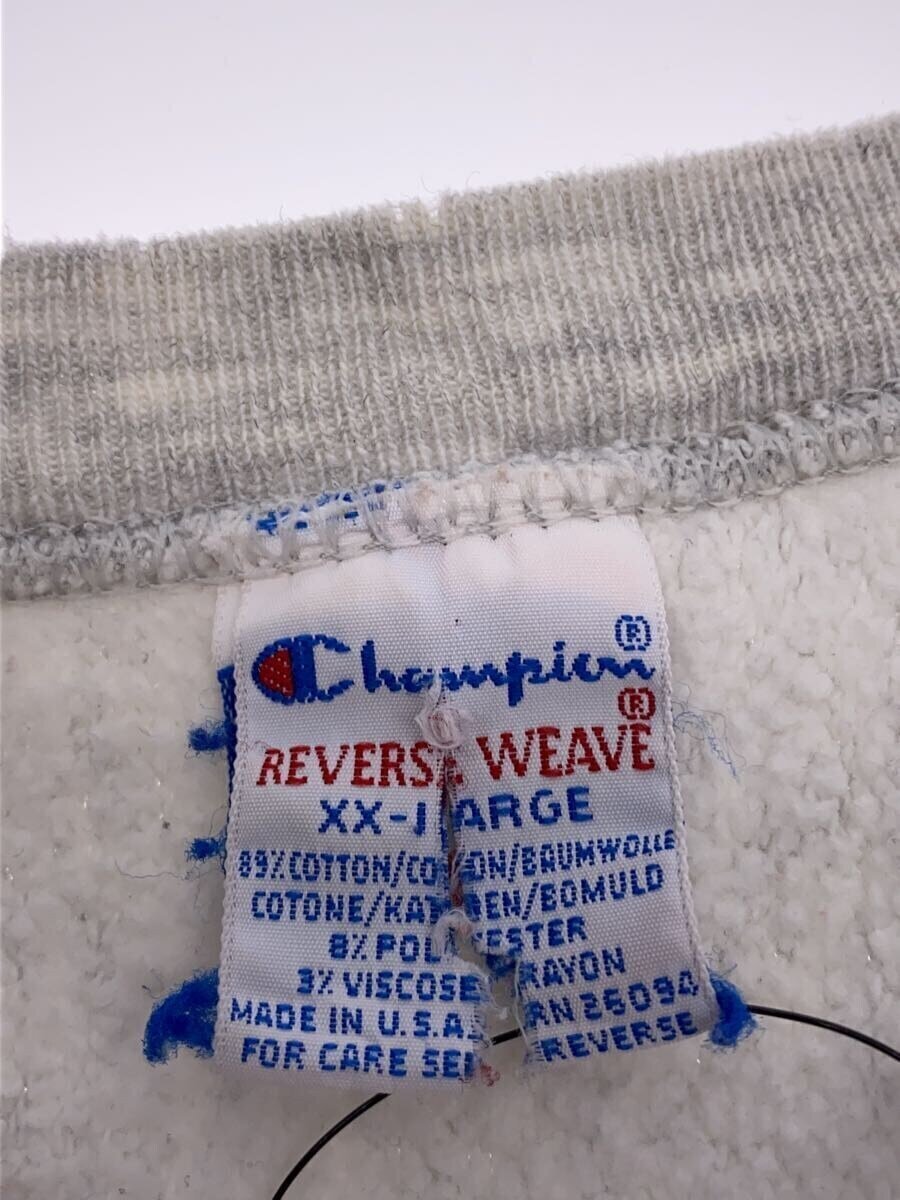 Champion®
REVERSE WEAVE®
XX-LARGE
89% COTTON/COTTON/BAUMWOLLE
COTONE/KATOEN/BOMULD
8% POLYESTER
3% VISCOSE RAYON
MADE IN U.S.A. RN 26094
FOR CARE SEE REVERSE